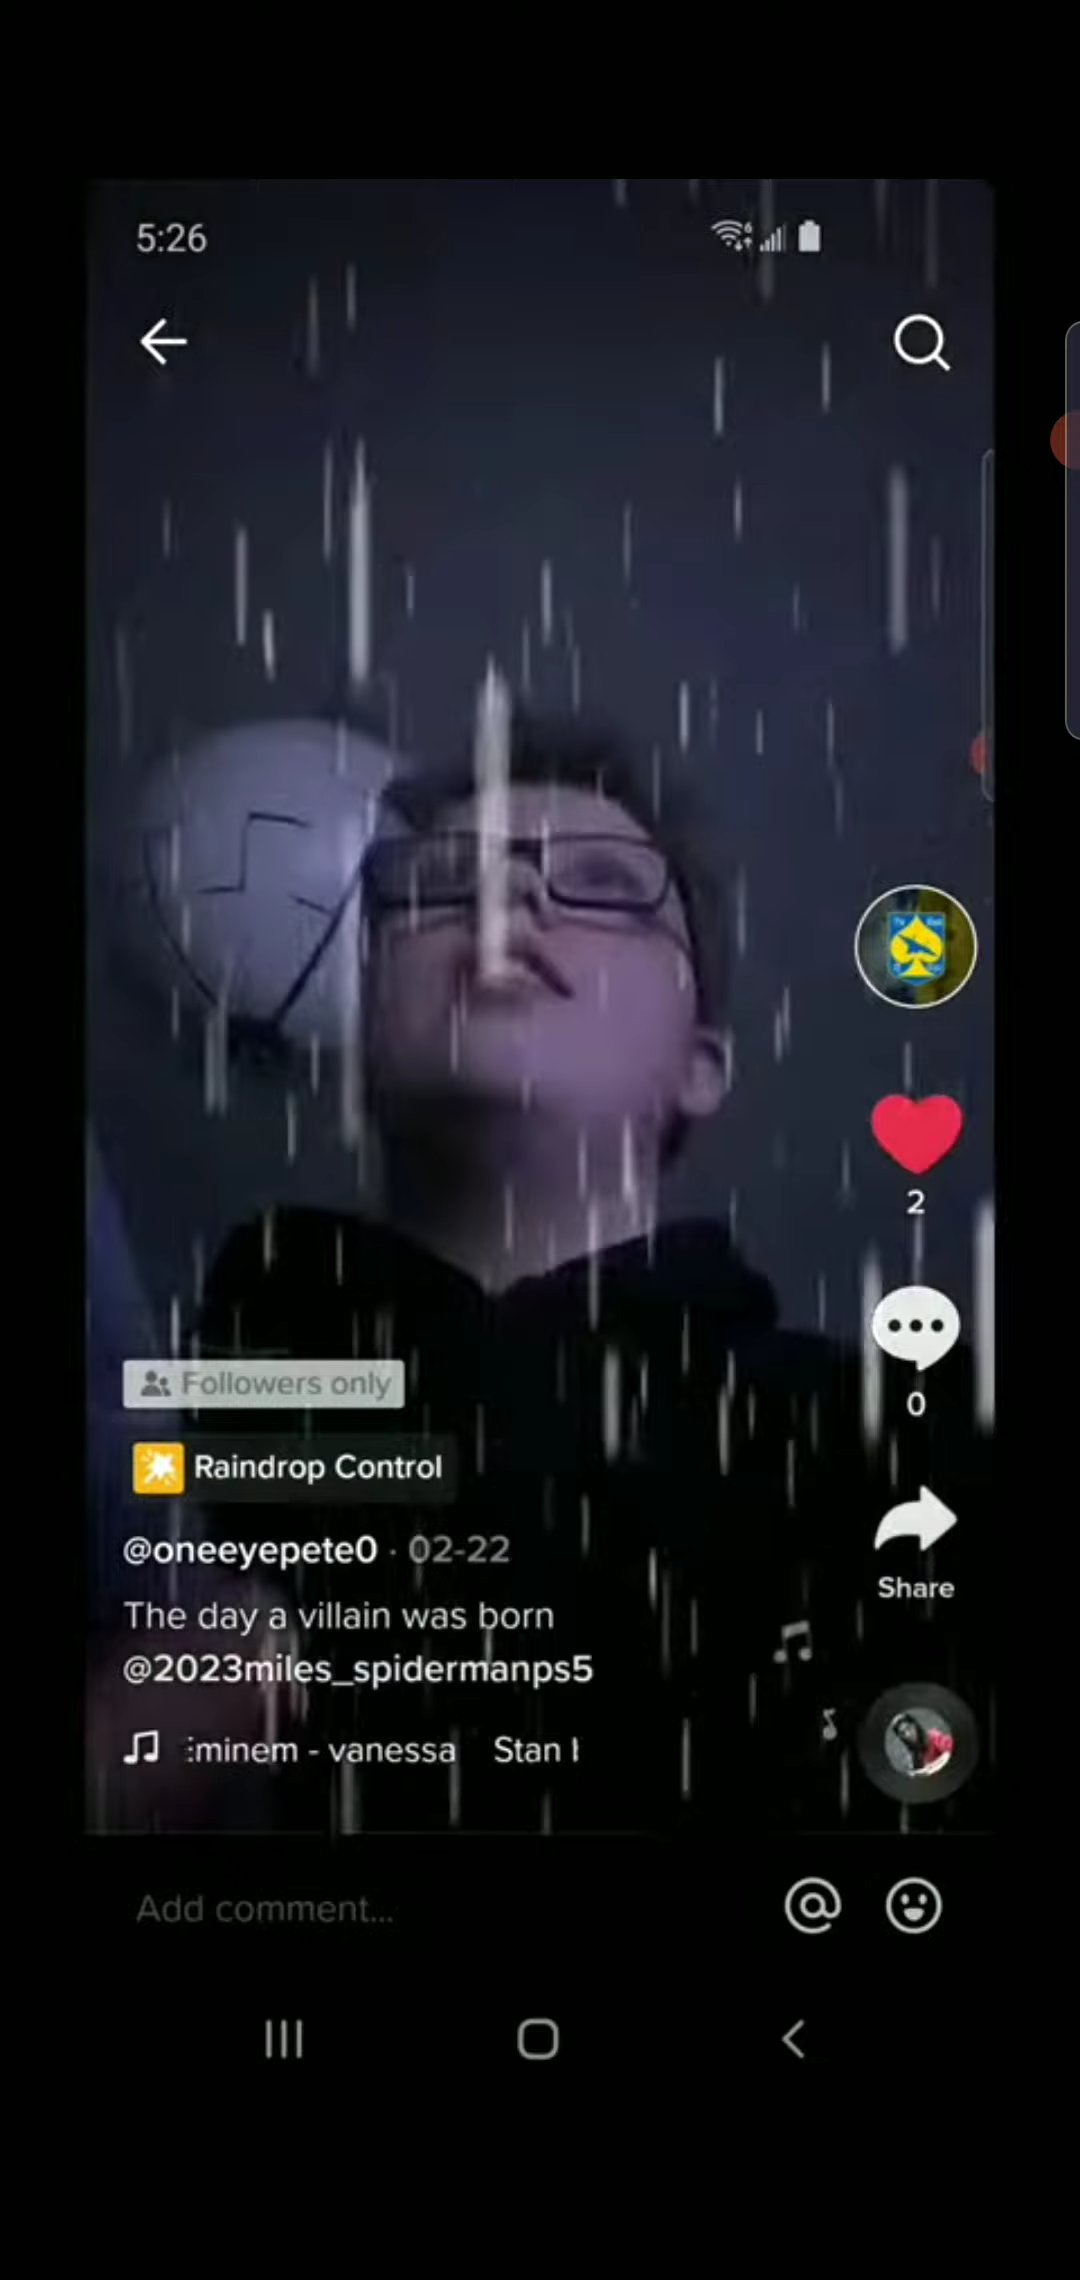 5:26
2
0
Followers only
Raindrop Control
@oneeyepete0 · 02-22
Share
The day a villain was born
@2023miles_spidermanps5
minem - vanessa Stan
Add comment...